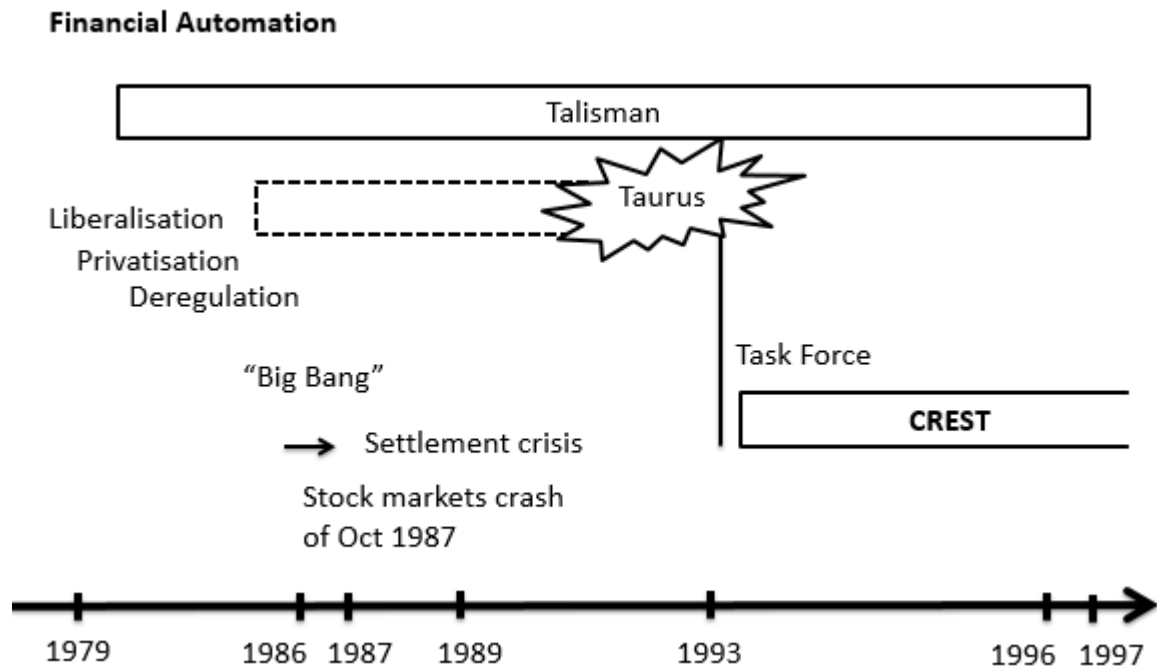 Financial Automation
Talisman
Taurus
Liberalisation
Privatisation
Deregulation
Task Force
“Big Bang”
CREST
Settlement crisis
Stock markets crash
of Oct 1987
1979
1986
1987
1989
1993
1996
1997